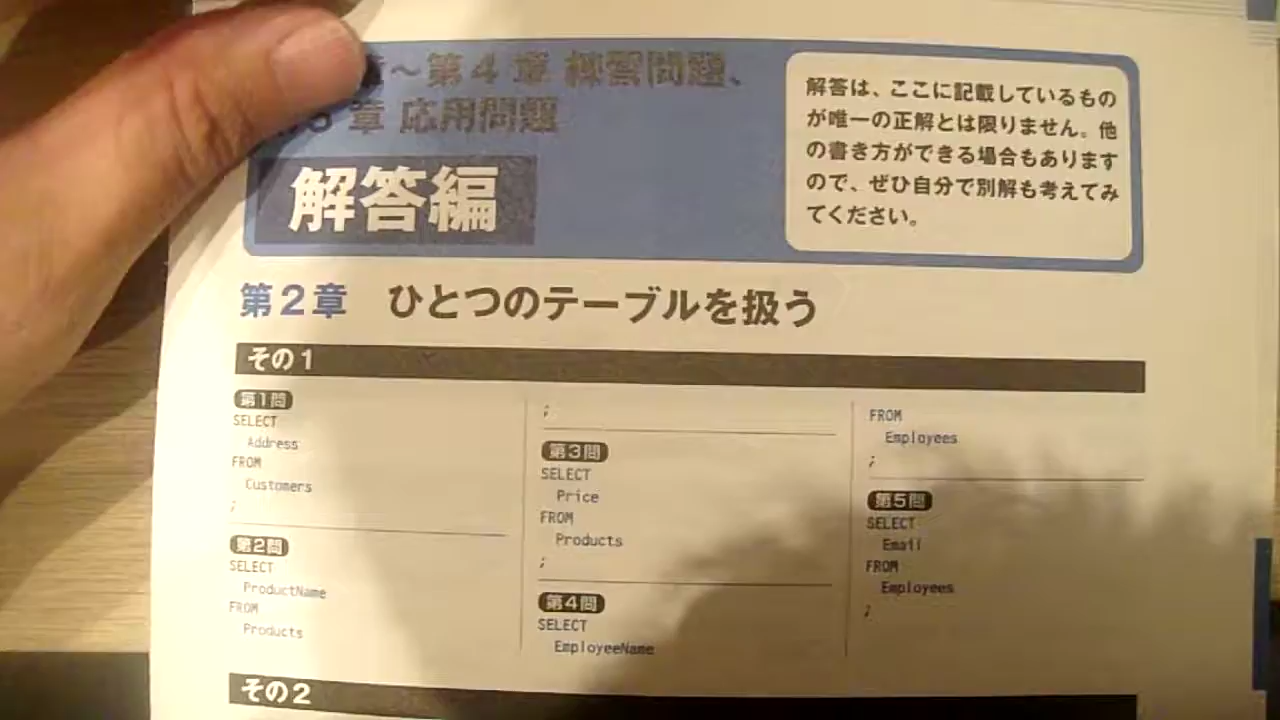 章～第4章 練習問題、
章 応用問題
解答編
解答は、ここに記載しているもの
が唯一の正解とは限りません。他
の書き方ができる場合もあります
ので、ぜひ自分で別解も考えてみ
てください。
第2章 ひとつのテーブルを扱う
その1
第1問
SELECT
Address
FROM
Customers
;
第2問
SELECT
ProductName
FROM
Products
;
第3問
SELECT
Price
FROM
Products
;
第4問
SELECT
EmployeeName
FROM
Employees
;
第5問
SELECT
Email
FROM
Employees
;
その2